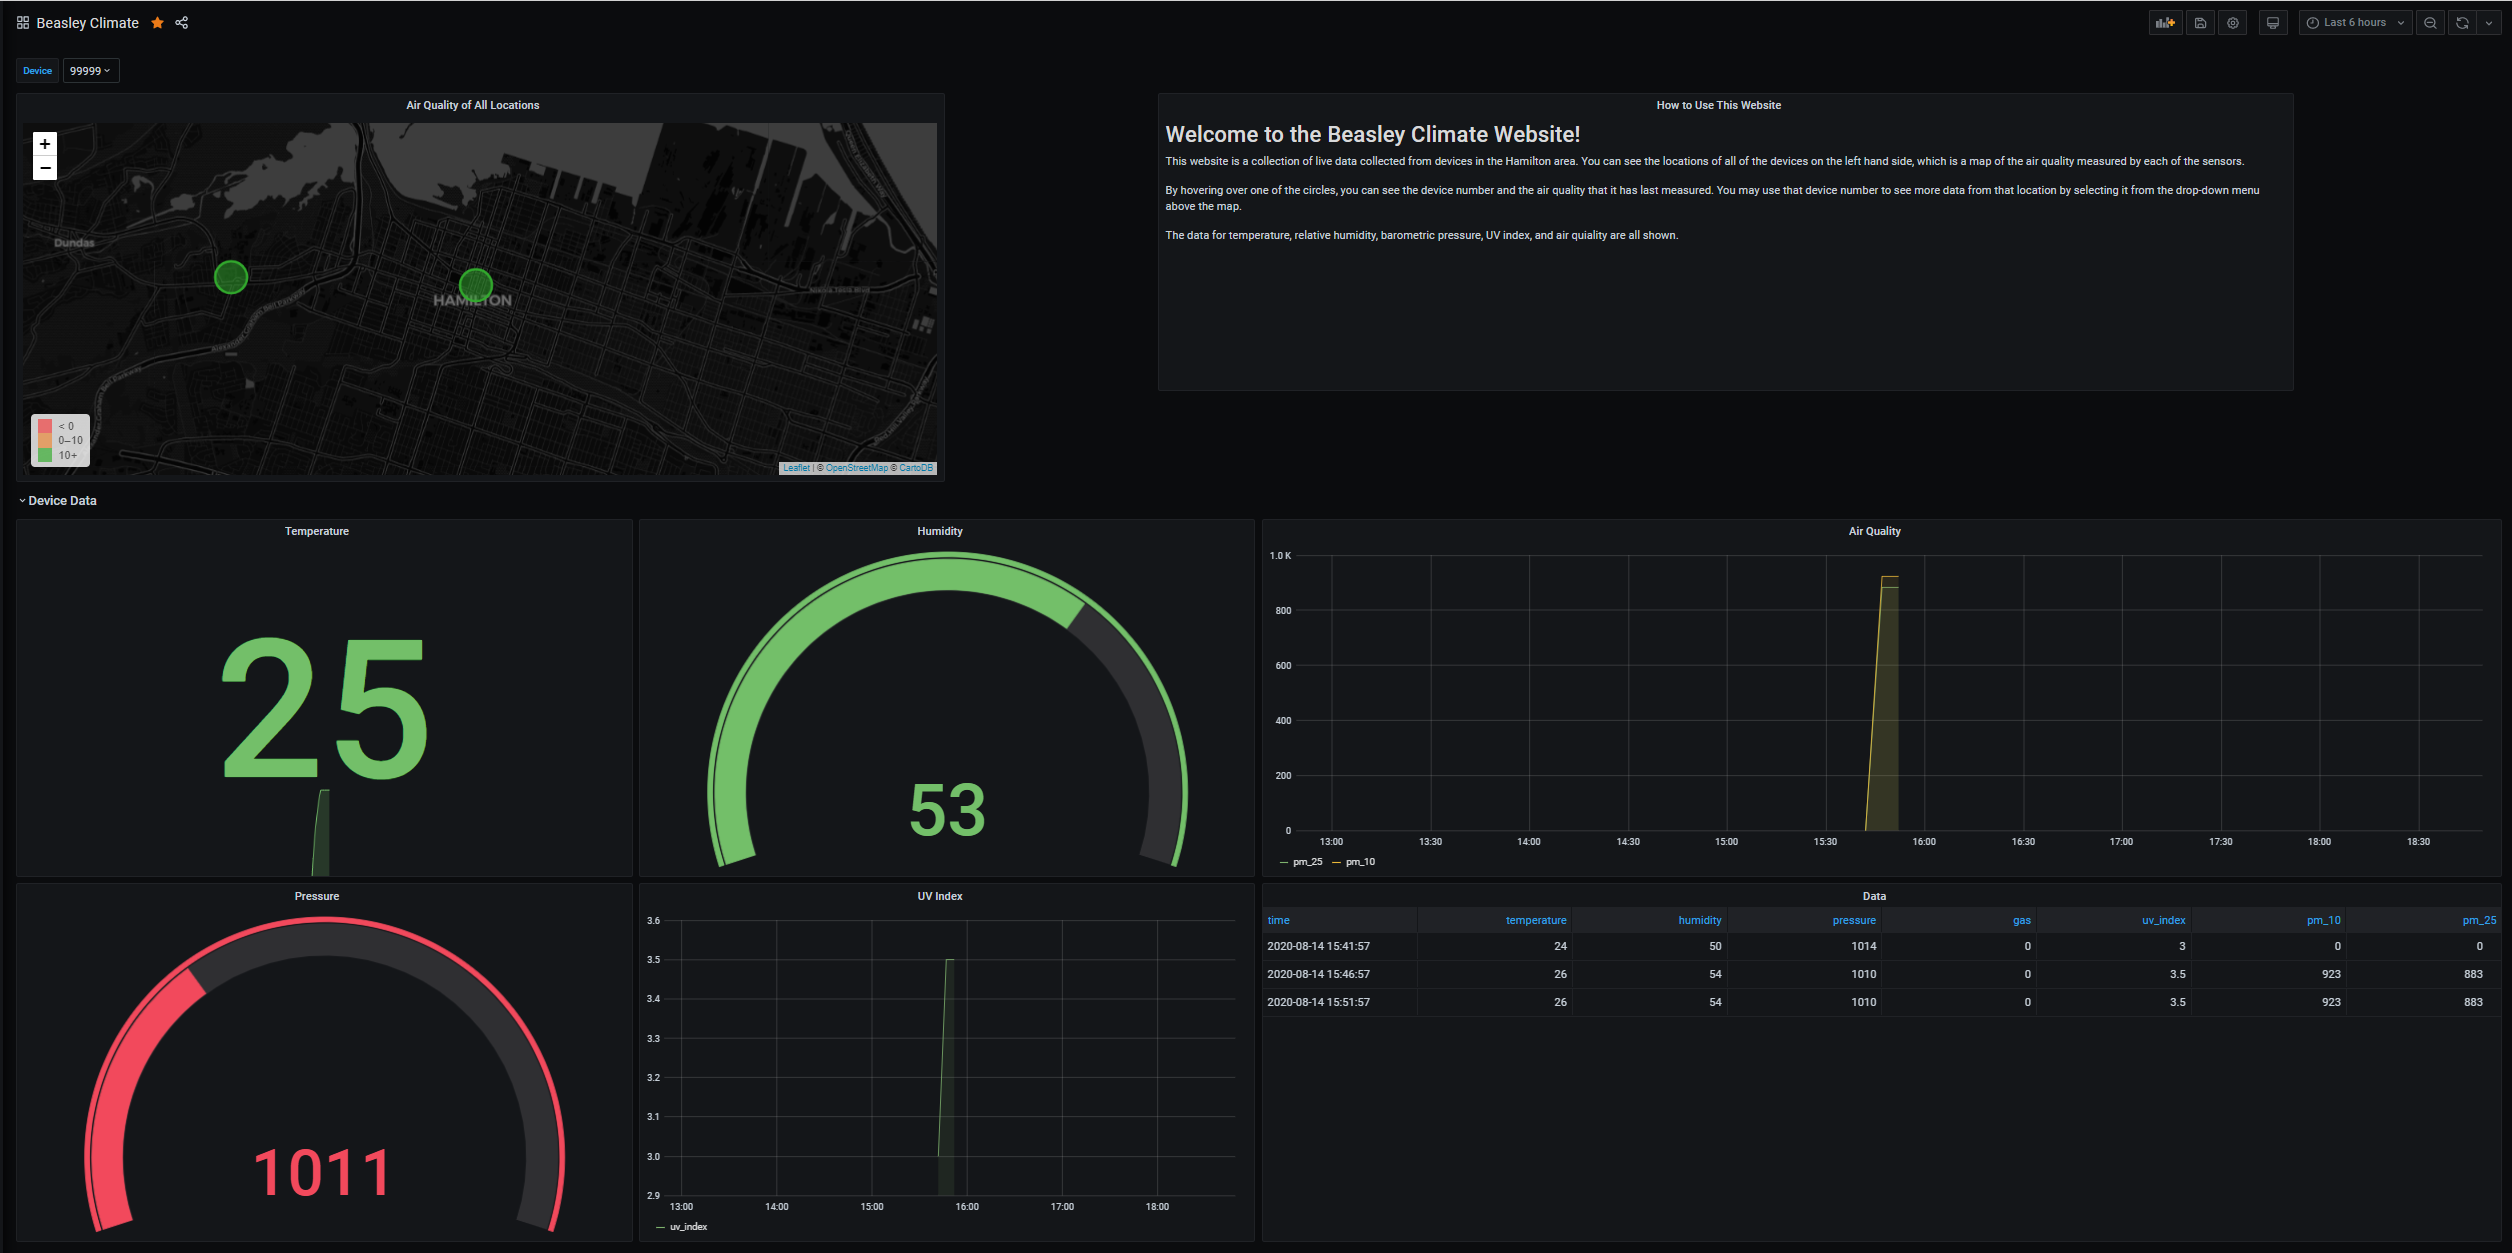 Beasley Climate
Last 6 hours
Device 99999
Air Quality of All Locations
+
−
Dundas
HAMILTON
< 0
0–10
10+
Leaflet | © OpenStreetMap © CartoDB
How to Use This Website
Welcome to the Beasley Climate Website!
This website is a collection of live data collected from devices in the Hamilton area. You can see the locations of all of the devices on the left hand side, which is a map of the air quality measured by each of the sensors.
By hovering over one of the circles, you can see the device number and the air quality that it has last measured. You may use that device number to see more data from that location by selecting it from the drop-down menu
above the map.
The data for temperature, relative humidity, barometric pressure, UV index, and air quiality are all shown.
Device Data
Temperature
25
Humidity
53
Air Quality
1.0 K
800
600
400
200
0
13:00 13:30 14:00 14:30 15:00 15:30 16:00 16:30 17:00 17:30 18:00 18:30
pm_25 pm_10
Pressure
1011
UV Index
3.6
3.5
3.4
3.3
3.2
3.1
3.0
2.9
13:00 14:00 15:00 16:00 17:00 18:00
uv_index
Data
time temperature humidity pressure gas uv_index pm_10 pm_25
2020-08-14 15:41:57 24 50 1014 0 3 0 0
2020-08-14 15:46:57 26 54 1010 0 3.5 923 883
2020-08-14 15:51:57 26 54 1010 0 3.5 923 883